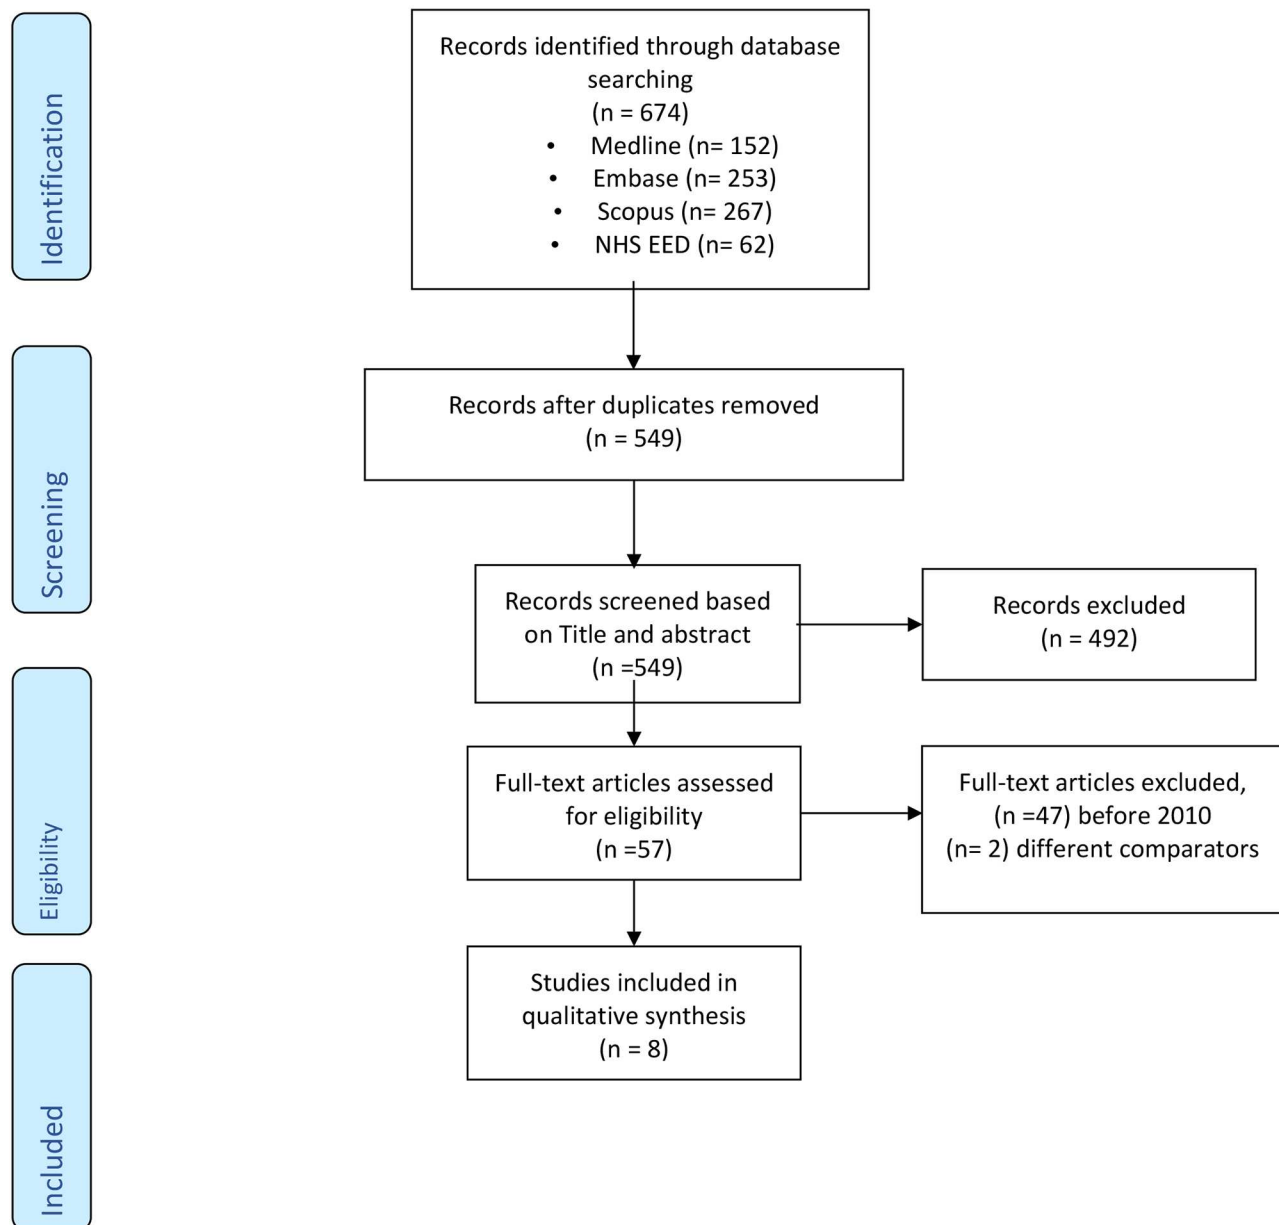 Identification
Records identified through database
searching
(n = 674)
• Medline (n= 152)
• Embase (n= 253)
• Scopus (n= 267)
• NHS EED (n= 62)
Screening
Records after duplicates removed
(n = 549)
Records screened based
on Title and abstract
(n =549)
Records excluded
(n = 492)
Eligibility
Full-text articles assessed
for eligibility
(n =57)
Full-text articles excluded,
(n =47) before 2010
(n= 2) different comparators
Included
Studies included in
qualitative synthesis
(n = 8)